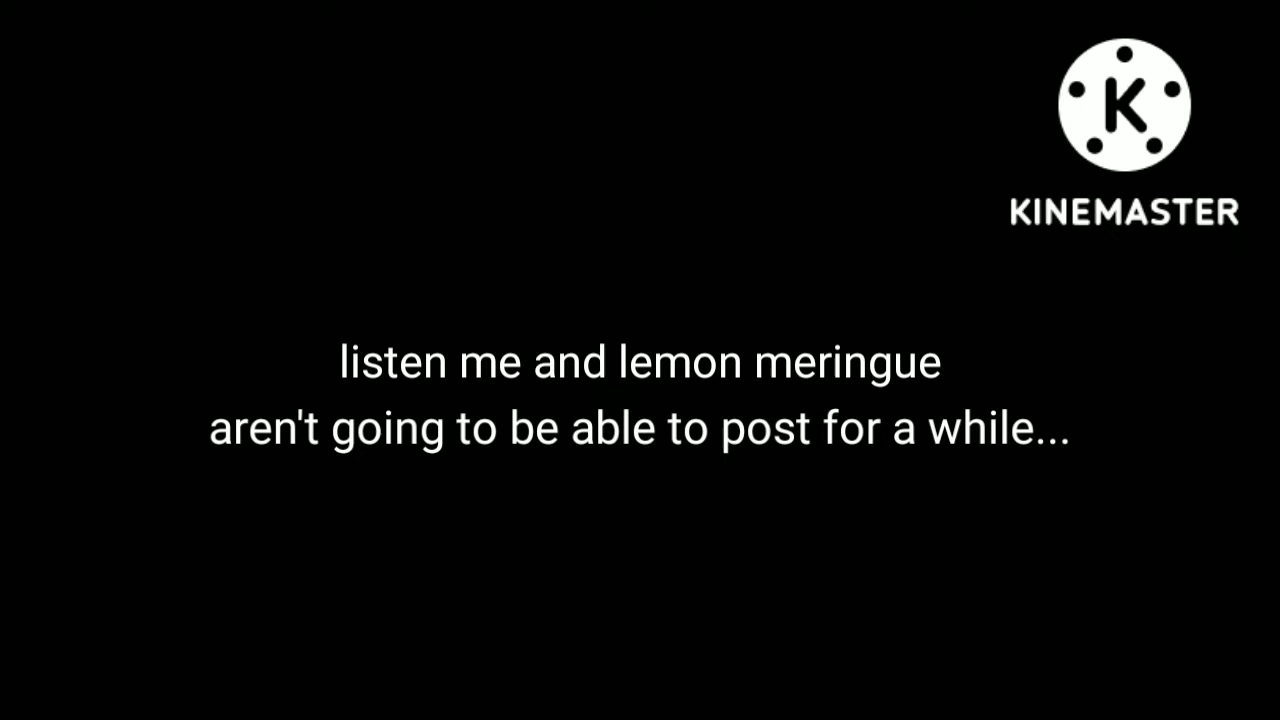 K
KINEMASTER
listen me and lemon meringue
aren't going to be able to post for a while...